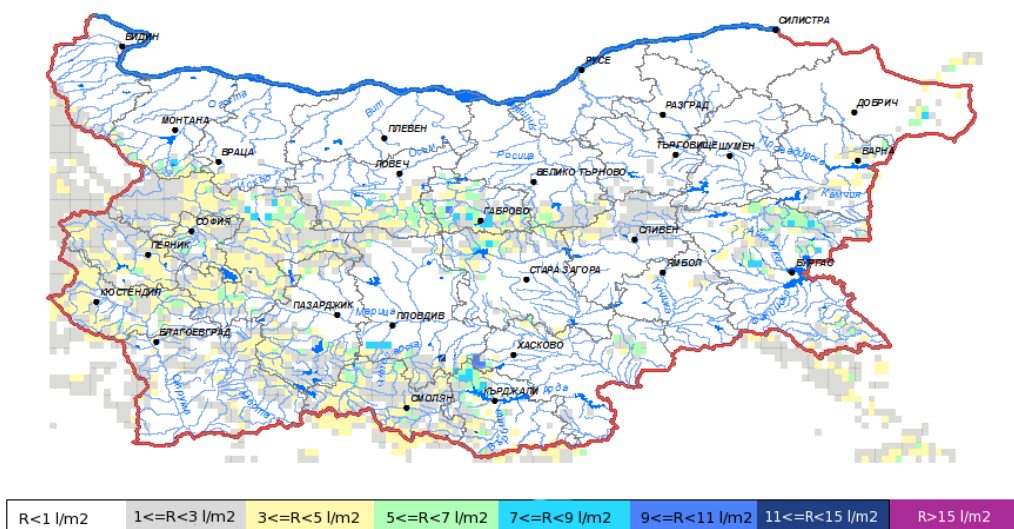 СИЛИСТРА
ВИДИН
РУСЕ
Огоста
Вит
РАЗГРАД
ДОБРИЧ
МОНТАНА
ПЛЕВЕН
Осъм
ВРАЦА
Росица
ТЪРГОВИЩЕ
ШУМЕН
ВАРНА
ЛОВЕЧ
Искър
ВЕЛИКО ТЪРНОВО
Камчия
СОФИЯ
ГАБРОВО
ПЕРНИК
СЛИВЕН
СТАРА ЗАГОРА
ЯМБОЛ
БУРГАС
КЮСТЕНДИЛ
ПАЗАРДЖИК
Марица
ПЛОВДИВ
БЛАГОЕВГРАД
ХАСКОВО
КЪРДЖАЛИ
СМОЛЯН
Струма
Места
R<1 l/m2 1<=R<3 l/m2 3<=R<5 l/m2 5<=R<7 l/m2 7<=R<9 l/m2 9<=R<11 l/m2 11<=R<15 l/m2 R>15 l/m2